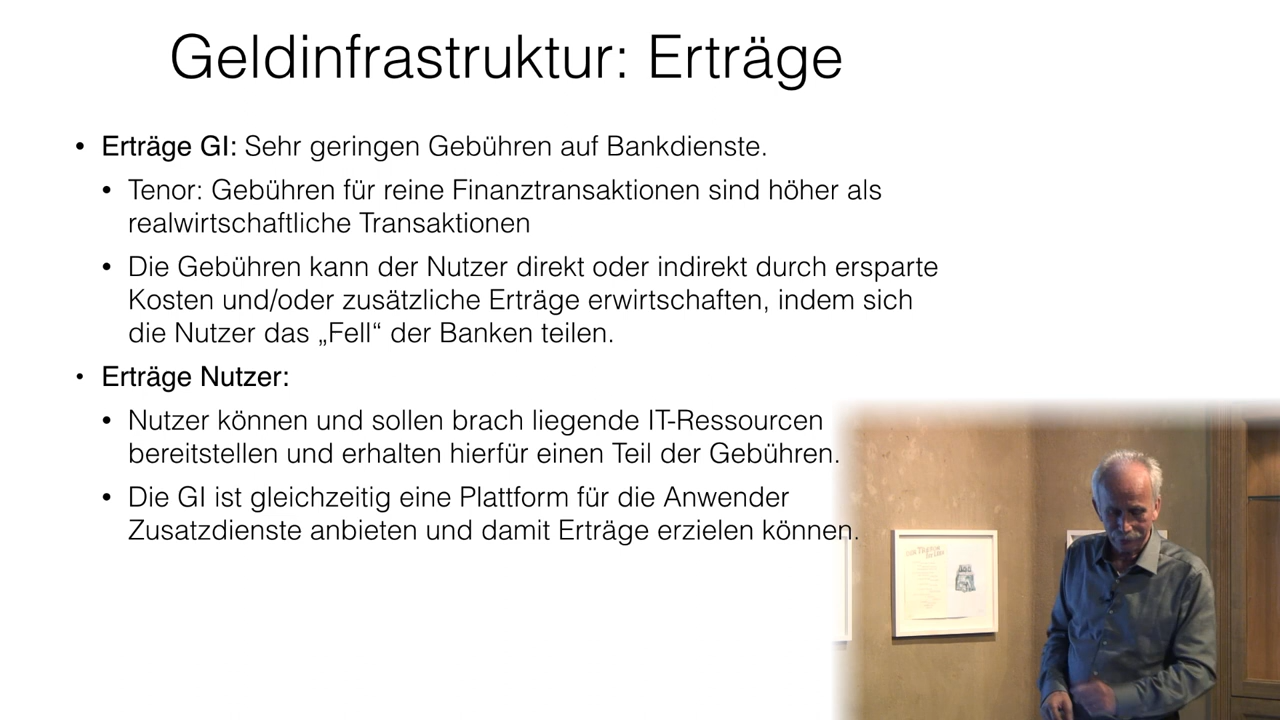 Geldinfrastruktur: Erträge
• Erträge GI: Sehr geringen Gebühren auf Bankdienste.
• Tenor: Gebühren für reine Finanztransaktionen sind höher als
realwirtschaftliche Transaktionen
• Die Gebühren kann der Nutzer direkt oder indirekt durch ersparte
Kosten und/oder zusätzliche Erträge erwirtschaften, indem sich
die Nutzer das „Fell“ der Banken teilen.
• Erträge Nutzer:
• Nutzer können und sollen brach liegende IT-Ressourcen
bereitstellen und erhalten hierfür einen Teil der Gebühren.
• Die GI ist gleichzeitig eine Plattform für die Anwender
Zusatzdienste anbieten und damit Erträge erzielen können.